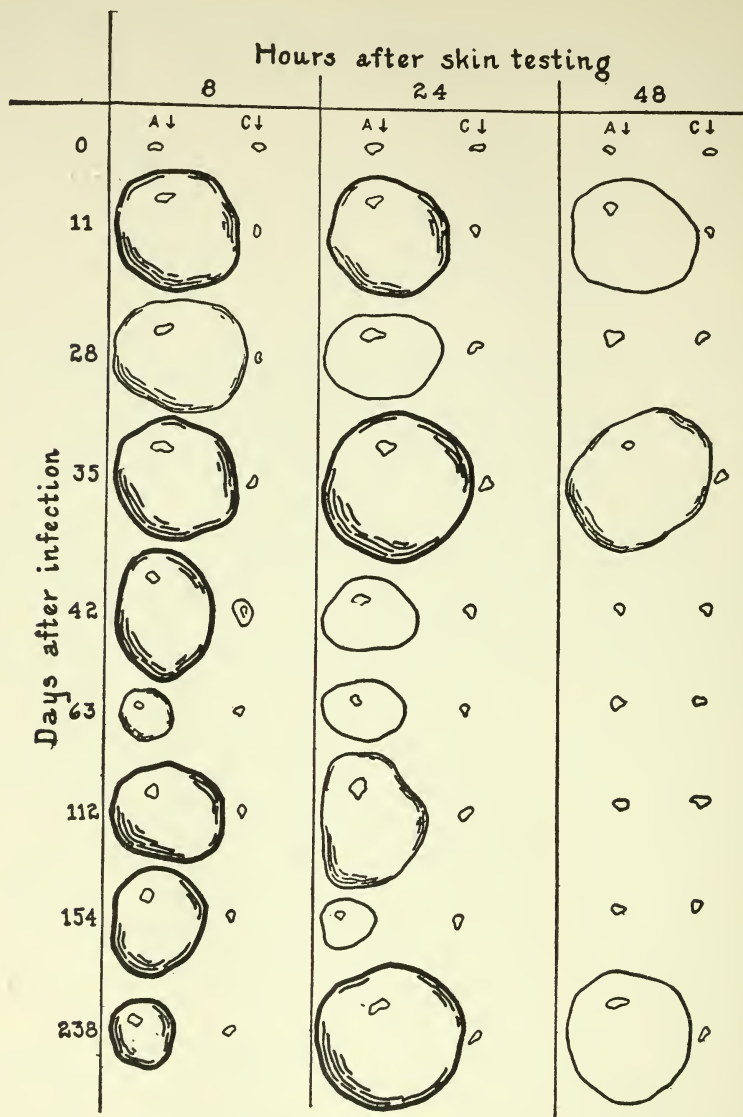 Hours after skin testing
8 24 48
A↓ C↓ A↓ C↓ A↓ C↓
0
11
28
35
42
63
112
154
238
Days after infection